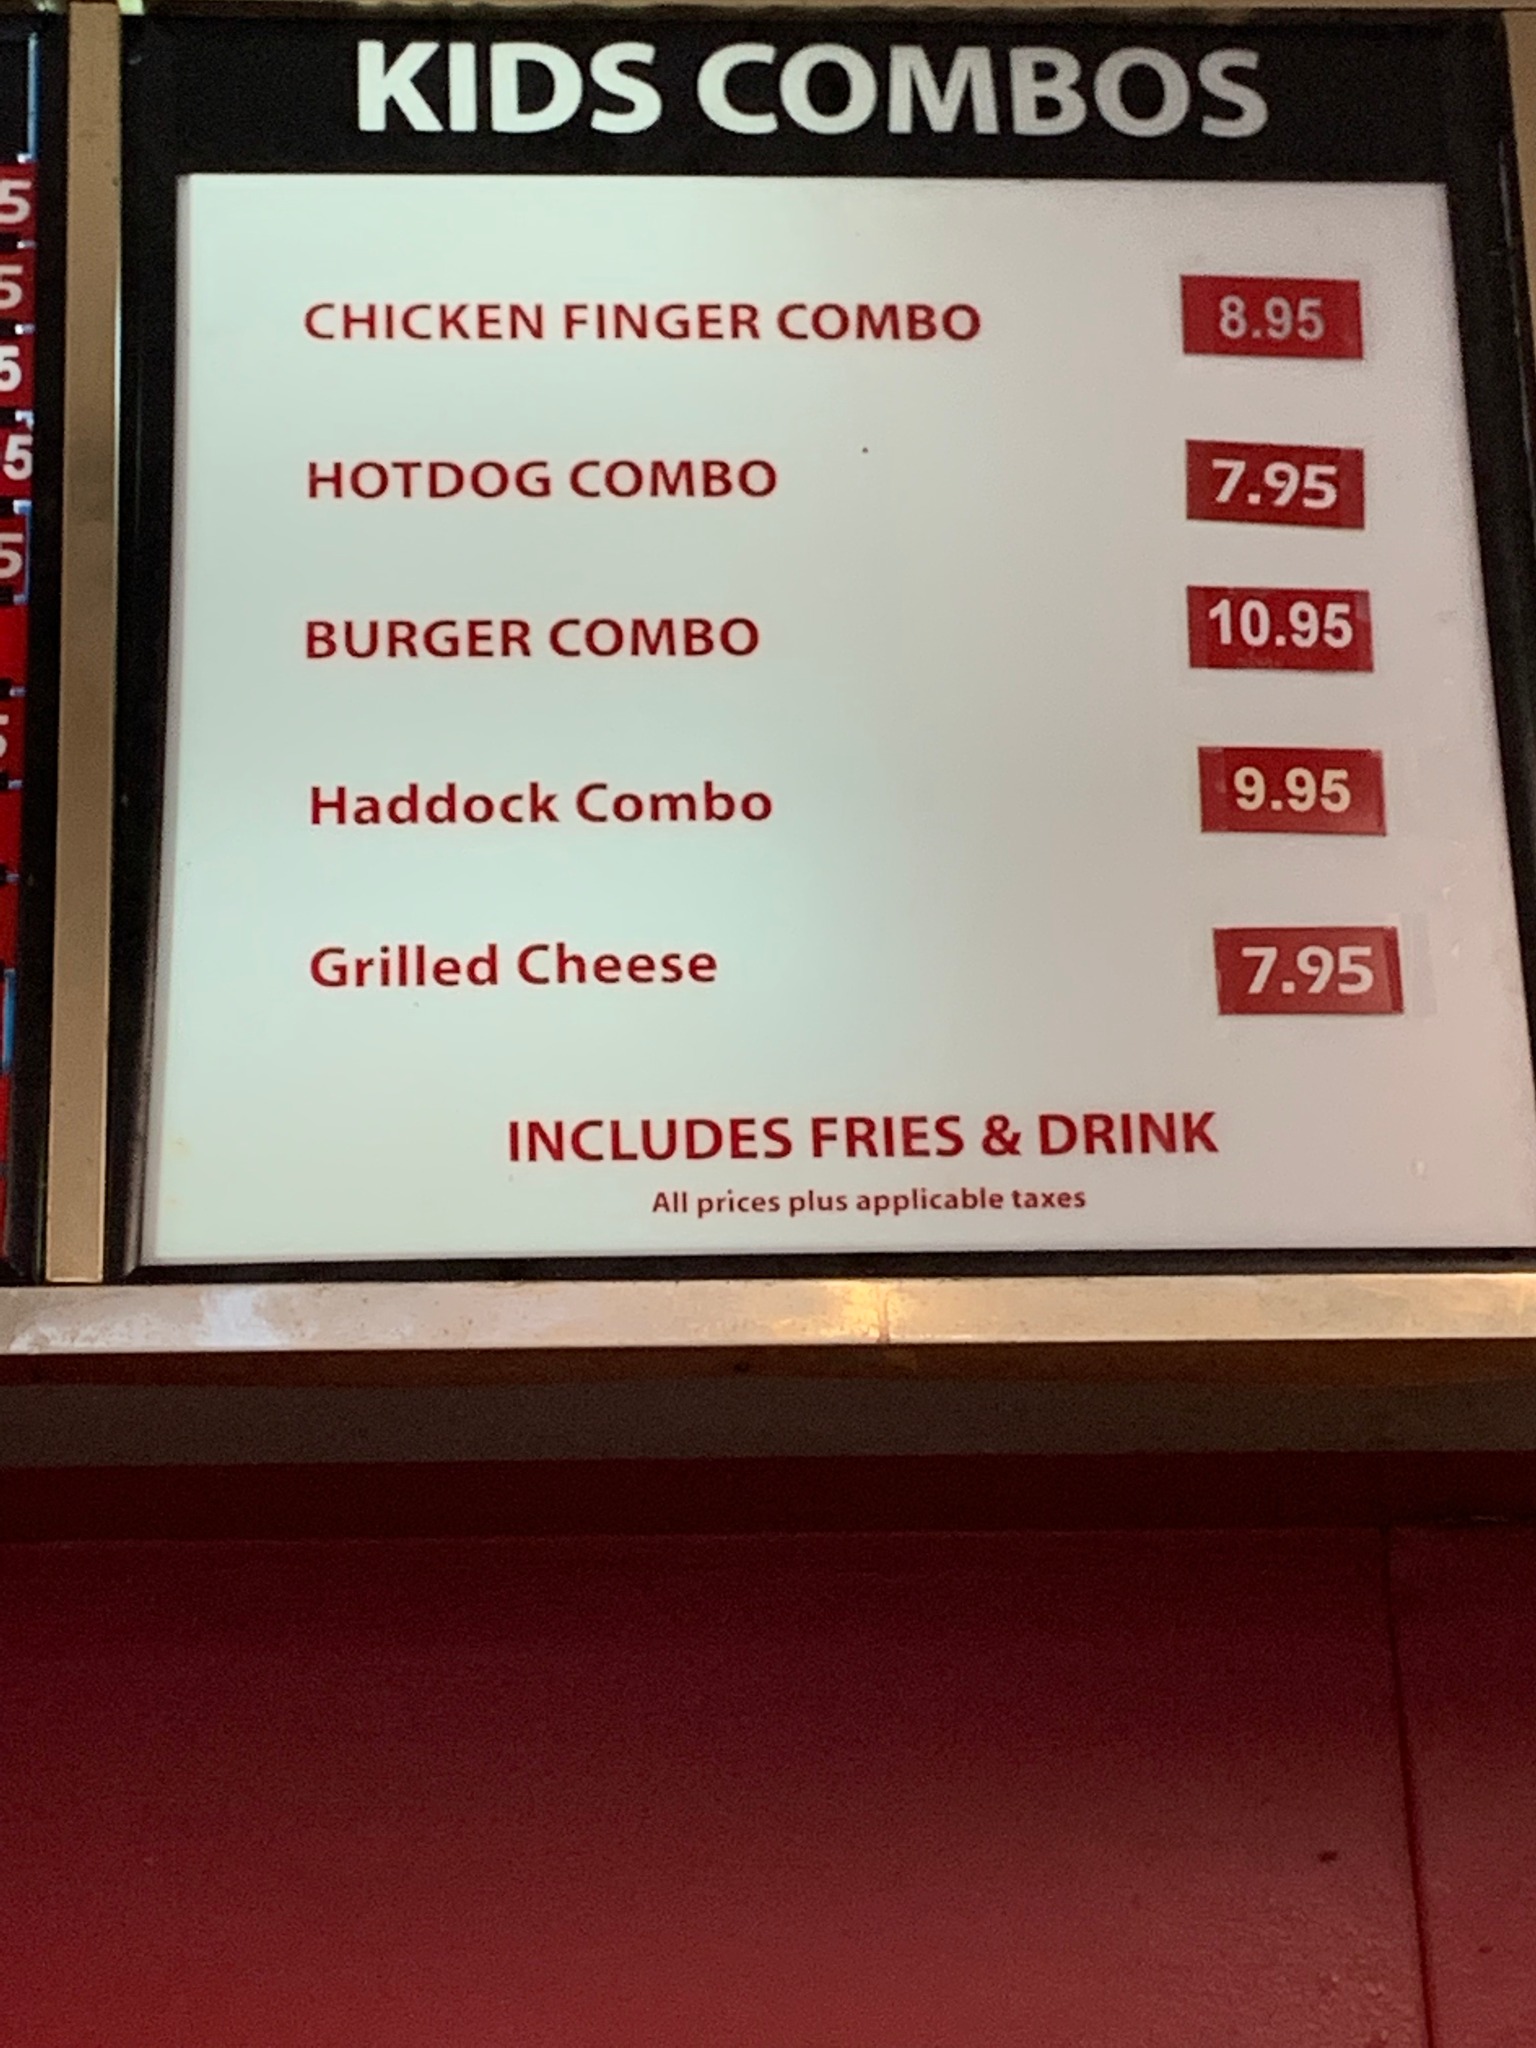 KIDS COMBOS
CHICKEN FINGER COMBO 8.95
HOTDOG COMBO 7.95
BURGER COMBO 10.95
Haddock Combo 9.95
Grilled Cheese 7.95
INCLUDES FRIES & DRINK
All prices plus applicable taxes